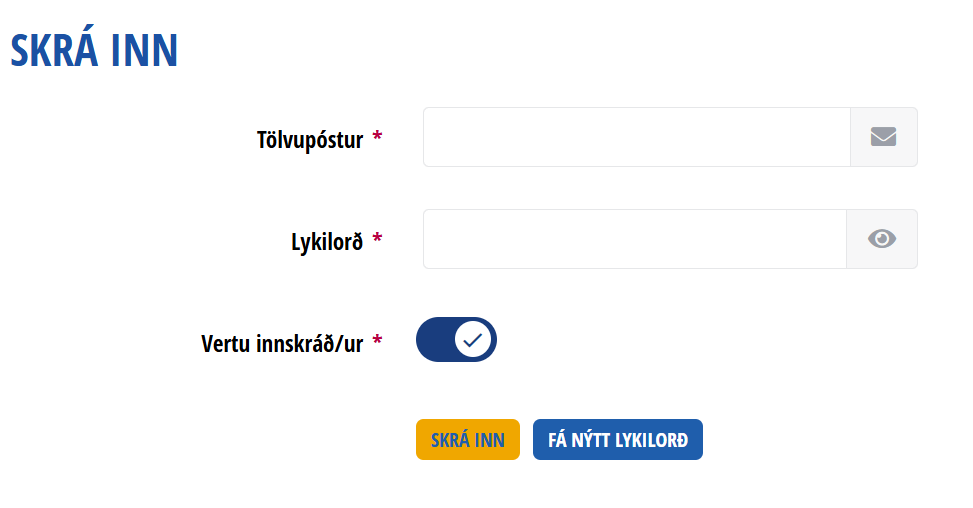 SKRÁ INN
Tölvupóstur *
Lykilorð *
Vertu innskráð/ur *
SKRÁ INN FÁ NÝTT LYKILORÐ